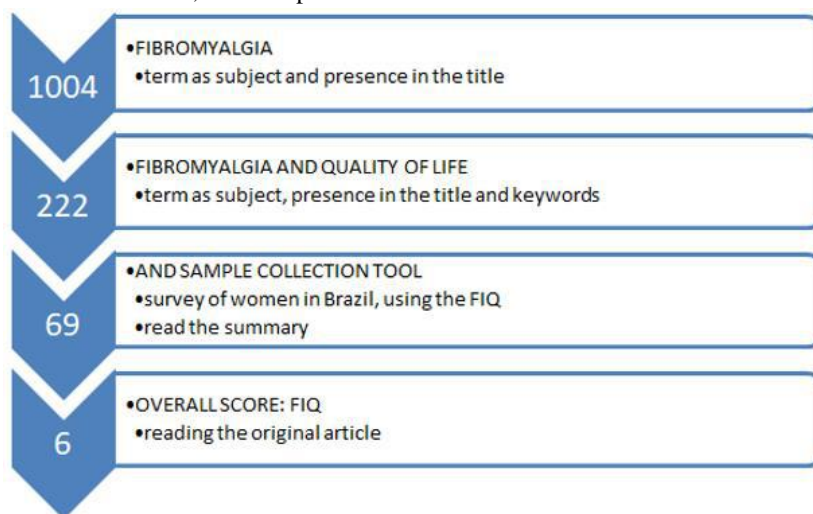 •FIBROMYALGIA
•term as subject and presence in the title
1004
•FIBROMYALGIA AND QUALITY OF LIFE
•term as subject, presence in the title and keywords
222
•AND SAMPLE COLLECTION TOOL
•survey of women in Brazil, using the FIQ
•read the summary
69
•OVERALL SCORE: FIQ
•reading the original article
6